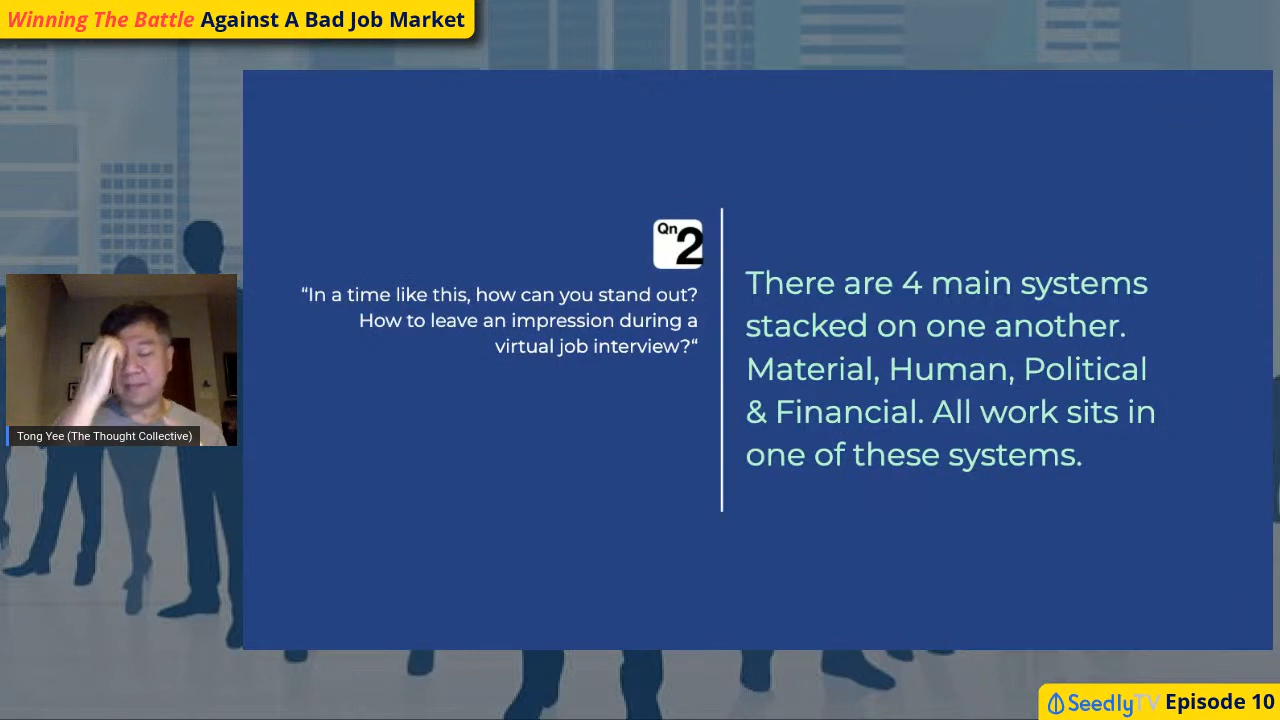 Winning The Battle Against A Bad Job Market
Qn 2
“In a time like this, how can you stand out?
How to leave an impression during a
virtual job interview?“
There are 4 main systems
stacked on one another.
Material, Human, Political
& Financial. All work sits in
one of these systems.
Tong Yee (The Thought Collective)
SeedlyTV Episode 10